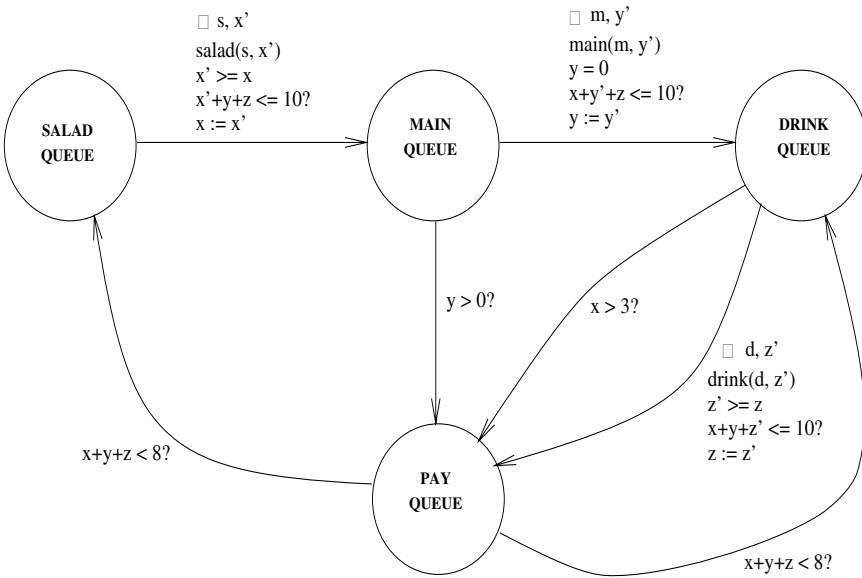 □ s, x’
salad(s, x’)
x’ >= x
x’+y+z <= 10?
x := x’
□ m, y’
main(m, y’)
y = 0
x+y’+z <= 10?
y := y’
SALAD
QUEUE
MAIN
QUEUE
DRINK
QUEUE
y > 0?
x > 3?
□ d, z’
drink(d, z’)
z’ >= z
x+y+z’ <= 10?
z := z’
x+y+z < 8?
PAY
QUEUE
x+y+z < 8?